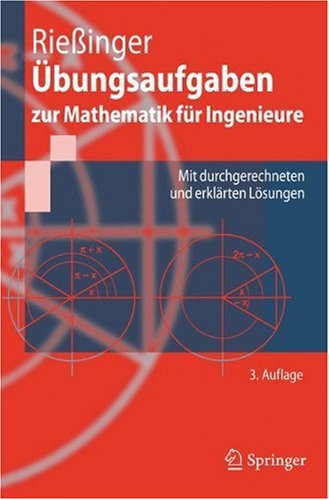 Rießinger
Übungsaufgaben
zur Mathematik für Ingenieure
Mit durchgerechneten
und erklärten Lösungen
π+x
π-x
x
2π-x
x
-x
3. Auflage
Springer